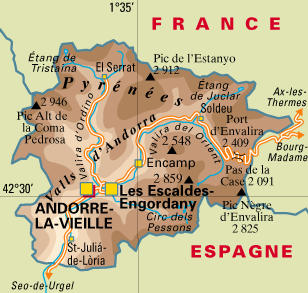 1°35'
FRANCE
Étang de
Tristaina
El Serrat
Pic de l'Estanyo
2 912
Étang
de Juclar
Soldeu
Ax-les-
Thermes
Pyrénées
2 946
Pic Alt de
la Coma
Pedrosa
Valira d'Ordino
Valls d'Andorra
Valira del Orient
Port
d'Envalira
2 409
Bourg-
Madame
2 548
Encamp
2 859
Pas de la
Case
2 091
42°30'
Les Escaldes-
Engordany
ANDORRE-
LA-VIEILLE
Circ dels
Pessons
Pic Negre
d'Envalira
2 825
St-Juliá-
de-Lòria
ESPAGNE
Seo-de-Urgel